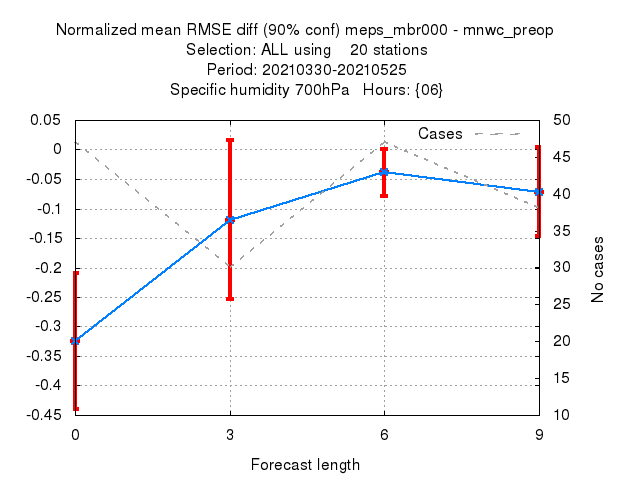 Normalized mean RMSE diff (90% conf) meps_mbr000 - mnwc_preop
Selection: ALL using 20 stations
Period: 20210330-20210525
Specific humidity 700hPa Hours: {06}
Cases
0.05
0
-0.05
-0.1
-0.15
-0.2
-0.25
-0.3
-0.35
-0.4
-0.45
50
45
40
35
30
25
20
15
10
No cases
0 3 6 9
Forecast length